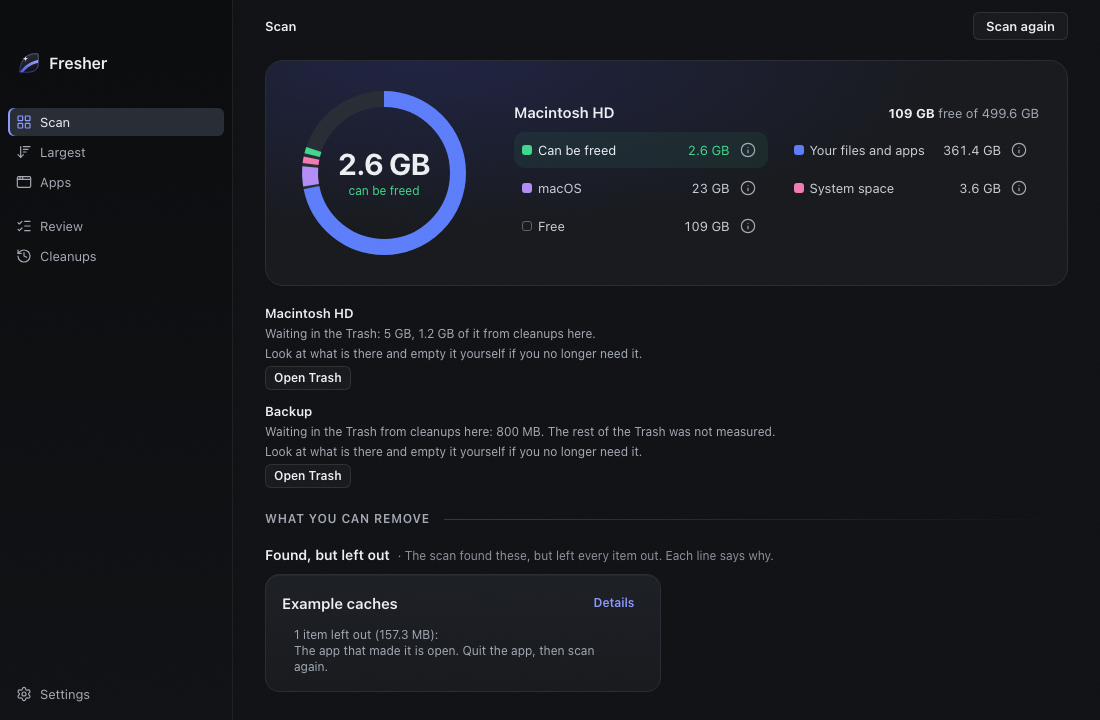 Scan
Scan again
Fresher
Scan
Largest
Apps
Review
Cleanups
Settings
2.6 GB
can be freed
Macintosh HD
109 GB free of 499.6 GB
Can be freed 2.6 GB
Your files and apps 361.4 GB
macOS 23 GB
System space 3.6 GB
Free 109 GB
Macintosh HD
Waiting in the Trash: 5 GB, 1.2 GB of it from cleanups here.
Look at what is there and empty it yourself if you no longer need it.
Open Trash
Backup
Waiting in the Trash from cleanups here: 800 MB. The rest of the Trash was not measured.
Look at what is there and empty it yourself if you no longer need it.
Open Trash
WHAT YOU CAN REMOVE
Found, but left out · The scan found these, but left every item out. Each line says why.
Example caches
Details
1 item left out (157.3 MB):
The app that made it is open. Quit the app, then scan
again.